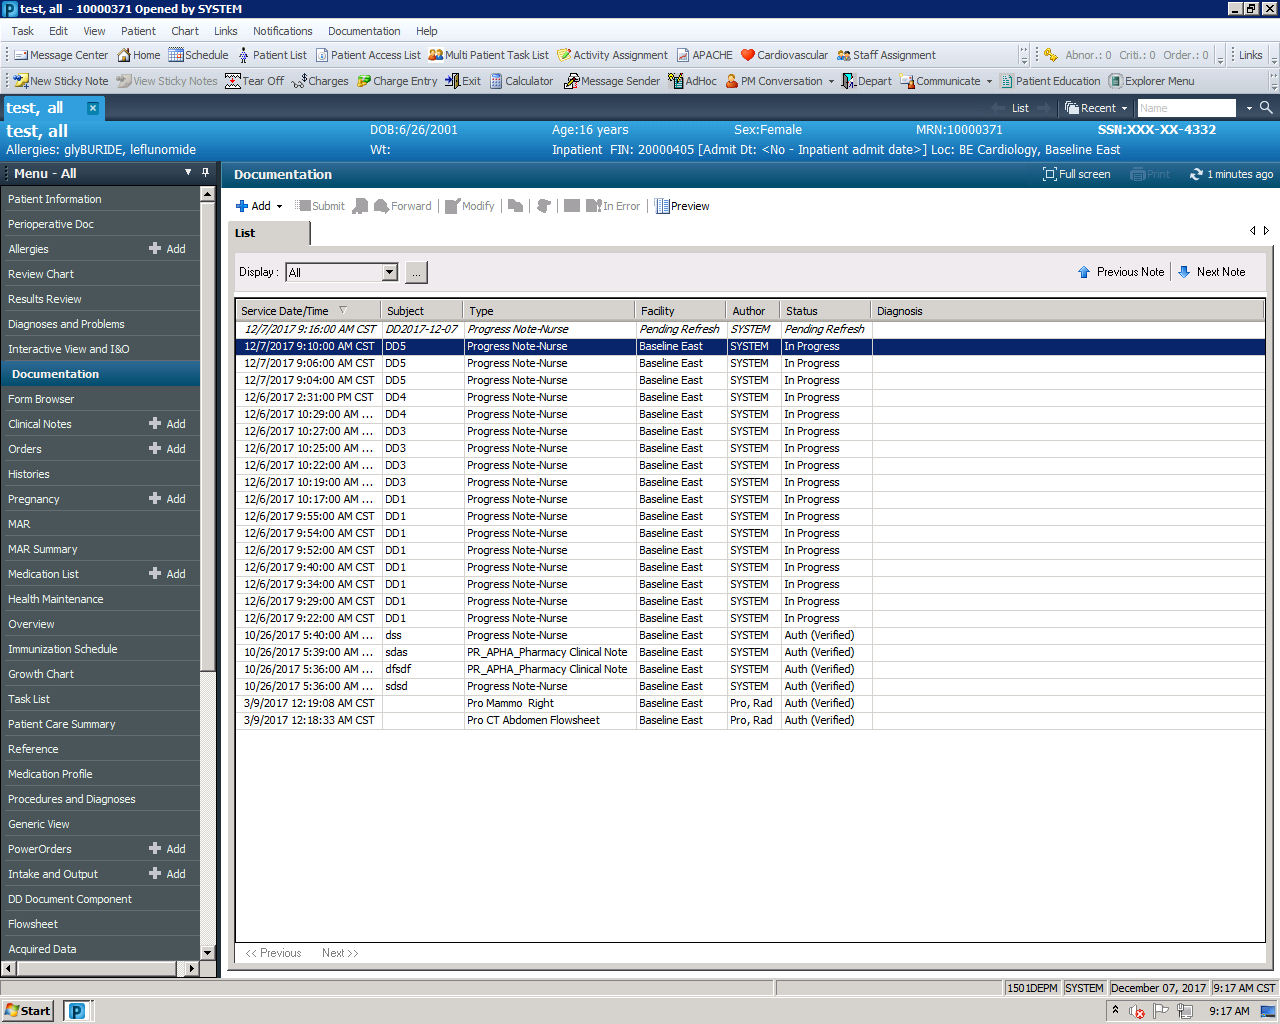 test, all - 10000371 Opened by SYSTEM
Task Edit View Patient Chart Links Notifications Documentation Help
Message Center Home Schedule Patient List Patient Access List Multi Patient Task List Activity Assignment APACHE Cardiovascular Staff Assignment Abnor.: 0 Criti.: 0 Order.: 0 Links
New Sticky Note View Sticky Notes Tear Off Charges Charge Entry Exit Calculator Message Sender AdHoc PM Conversation Depart Communicate Patient Education Explorer Menu
test, all List Recent Name
test, all DOB:6/26/2001 Age:16 years Sex:Female MRN:10000371 SSN:XXX-XX-4332
Allergies: glyBURIDE, leflunomide Wt: Inpatient FIN: 20000405 [Admit Dt: <No - Inpatient admit date>] Loc: BE Cardiology, Baseline East
Menu - All
Patient Information
Perioperative Doc
Allergies Add
Review Chart
Results Review
Diagnoses and Problems
Interactive View and I&O
Documentation
Form Browser
Clinical Notes Add
Orders Add
Histories
Pregnancy Add
MAR
MAR Summary
Medication List Add
Health Maintenance
Overview
Immunization Schedule
Growth Chart
Task List
Patient Care Summary
Reference
Medication Profile
Procedures and Diagnoses
Generic View
PowerOrders Add
Intake and Output Add
DD Document Component
Flowsheet
Acquired Data
Documentation Full screen Print 1 minutes ago
Add Submit Forward Modify In Error Preview
List
Display : All ... Previous Note Next Note
Service Date/Time Subject Type Facility Author Status Diagnosis
12/7/2017 9:16:00 AM CST DD2017-12-07 Progress Note-Nurse Pending Refresh SYSTEM Pending Refresh
12/7/2017 9:10:00 AM CST DD5 Progress Note-Nurse Baseline East SYSTEM In Progress
12/7/2017 9:06:00 AM CST DD5 Progress Note-Nurse Baseline East SYSTEM In Progress
12/7/2017 9:04:00 AM CST DD5 Progress Note-Nurse Baseline East SYSTEM In Progress
12/6/2017 2:31:00 PM CST DD4 Progress Note-Nurse Baseline East SYSTEM In Progress
12/6/2017 10:29:00 AM ... DD4 Progress Note-Nurse Baseline East SYSTEM In Progress
12/6/2017 10:27:00 AM ... DD3 Progress Note-Nurse Baseline East SYSTEM In Progress
12/6/2017 10:25:00 AM ... DD3 Progress Note-Nurse Baseline East SYSTEM In Progress
12/6/2017 10:22:00 AM ... DD3 Progress Note-Nurse Baseline East SYSTEM In Progress
12/6/2017 10:19:00 AM ... DD3 Progress Note-Nurse Baseline East SYSTEM In Progress
12/6/2017 10:17:00 AM ... DD1 Progress Note-Nurse Baseline East SYSTEM In Progress
12/6/2017 9:55:00 AM CST DD1 Progress Note-Nurse Baseline East SYSTEM In Progress
12/6/2017 9:54:00 AM CST DD1 Progress Note-Nurse Baseline East SYSTEM In Progress
12/6/2017 9:52:00 AM CST DD1 Progress Note-Nurse Baseline East SYSTEM In Progress
12/6/2017 9:40:00 AM CST DD1 Progress Note-Nurse Baseline East SYSTEM In Progress
12/6/2017 9:34:00 AM CST DD1 Progress Note-Nurse Baseline East SYSTEM In Progress
12/6/2017 9:29:00 AM CST DD1 Progress Note-Nurse Baseline East SYSTEM In Progress
12/6/2017 9:22:00 AM CST DD1 Progress Note-Nurse Baseline East SYSTEM In Progress
10/26/2017 5:40:00 AM ... dss Progress Note-Nurse Baseline East SYSTEM Auth (Verified)
10/26/2017 5:39:00 AM ... sdas PR_APHA_Pharmacy Clinical Note Baseline East SYSTEM Auth (Verified)
10/26/2017 5:36:00 AM ... dfsdf PR_APHA_Pharmacy Clinical Note Baseline East SYSTEM Auth (Verified)
10/26/2017 5:36:00 AM ... sdsd Progress Note-Nurse Baseline East SYSTEM Auth (Verified)
3/9/2017 12:19:08 AM CST Pro Mammo Right Baseline East Pro, Rad Auth (Verified)
3/9/2017 12:18:33 AM CST Pro CT Abdomen Flowsheet Baseline East Pro, Rad Auth (Verified)
<< Previous Next >>
1501DEPM SYSTEM December 07, 2017 9:17 AM CST
Start 9:17 AM